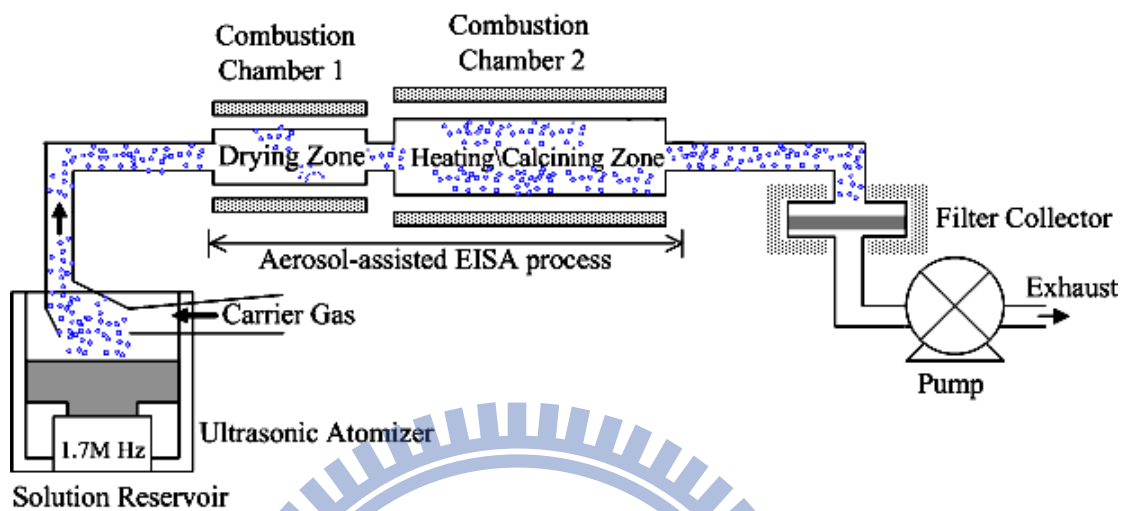 Combustion
Chamber 1
Combustion
Chamber 2
Drying Zone
Heating\Calcining Zone
Aerosol-assisted EISA process
Filter Collector
Carrier Gas
Exhaust
Pump
Ultrasonic Atomizer
1.7M Hz
Solution Reservoir